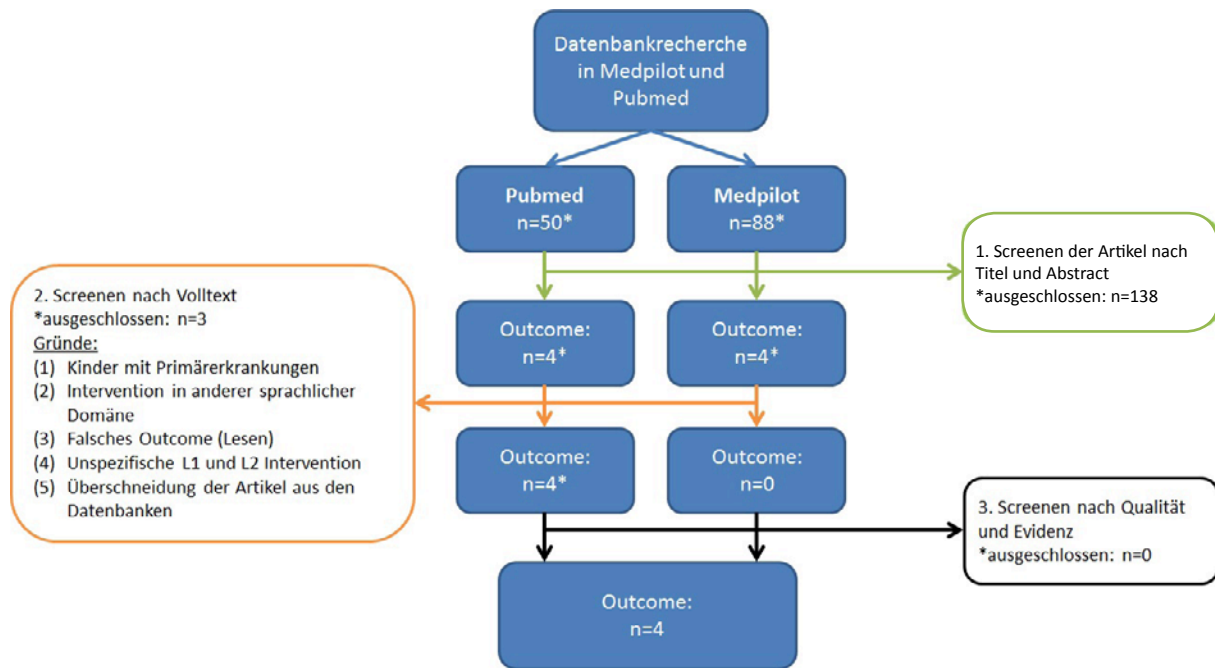 Datenbankrecherche
in Medpilot und
Pubmed
Pubmed
n=50*
Medpilot
n=88*
1. Screenen der Artikel nach
Titel und Abstract
*ausgeschlossen: n=138
Outcome:
n=4*
Outcome:
n=4*
2. Screenen nach Volltext
*ausgeschlossen: n=3
Gründe:
(1) Kinder mit Primärerkrankungen
(2) Intervention in anderer sprachlicher
Domäne
(3) Falsches Outcome (Lesen)
(4) Unspezifische L1 und L2 Intervention
(5) Überschneidung der Artikel aus den
Datenbanken
Outcome:
n=4*
Outcome:
n=0
3. Screenen nach Qualität
und Evidenz
*ausgeschlossen: n=0
Outcome:
n=4